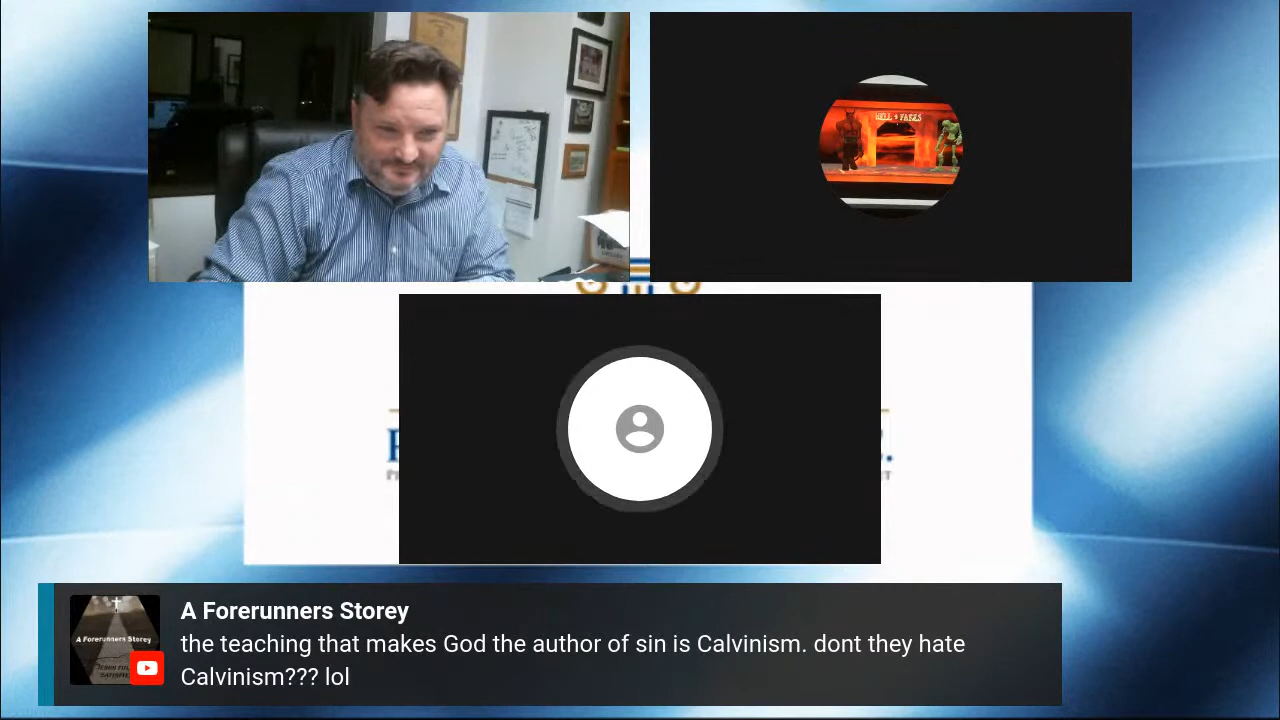 HELL 9 FAKES
A Forerunners Storey
A Forerunners Storey
the teaching that makes God the author of sin is Calvinism. dont they hate
Calvinism??? lol